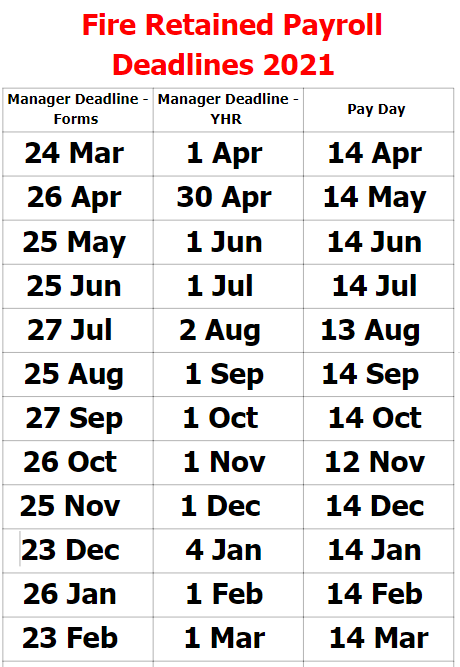 Fire Retained Payroll
Deadlines 2021
Manager Deadline - Forms Manager Deadline - YHR Pay Day
24 Mar 1 Apr 14 Apr
26 Apr 30 Apr 14 May
25 May 1 Jun 14 Jun
25 Jun 1 Jul 14 Jul
27 Jul 2 Aug 13 Aug
25 Aug 1 Sep 14 Sep
27 Sep 1 Oct 14 Oct
26 Oct 1 Nov 12 Nov
25 Nov 1 Dec 14 Dec
23 Dec 4 Jan 14 Jan
26 Jan 1 Feb 14 Feb
23 Feb 1 Mar 14 Mar